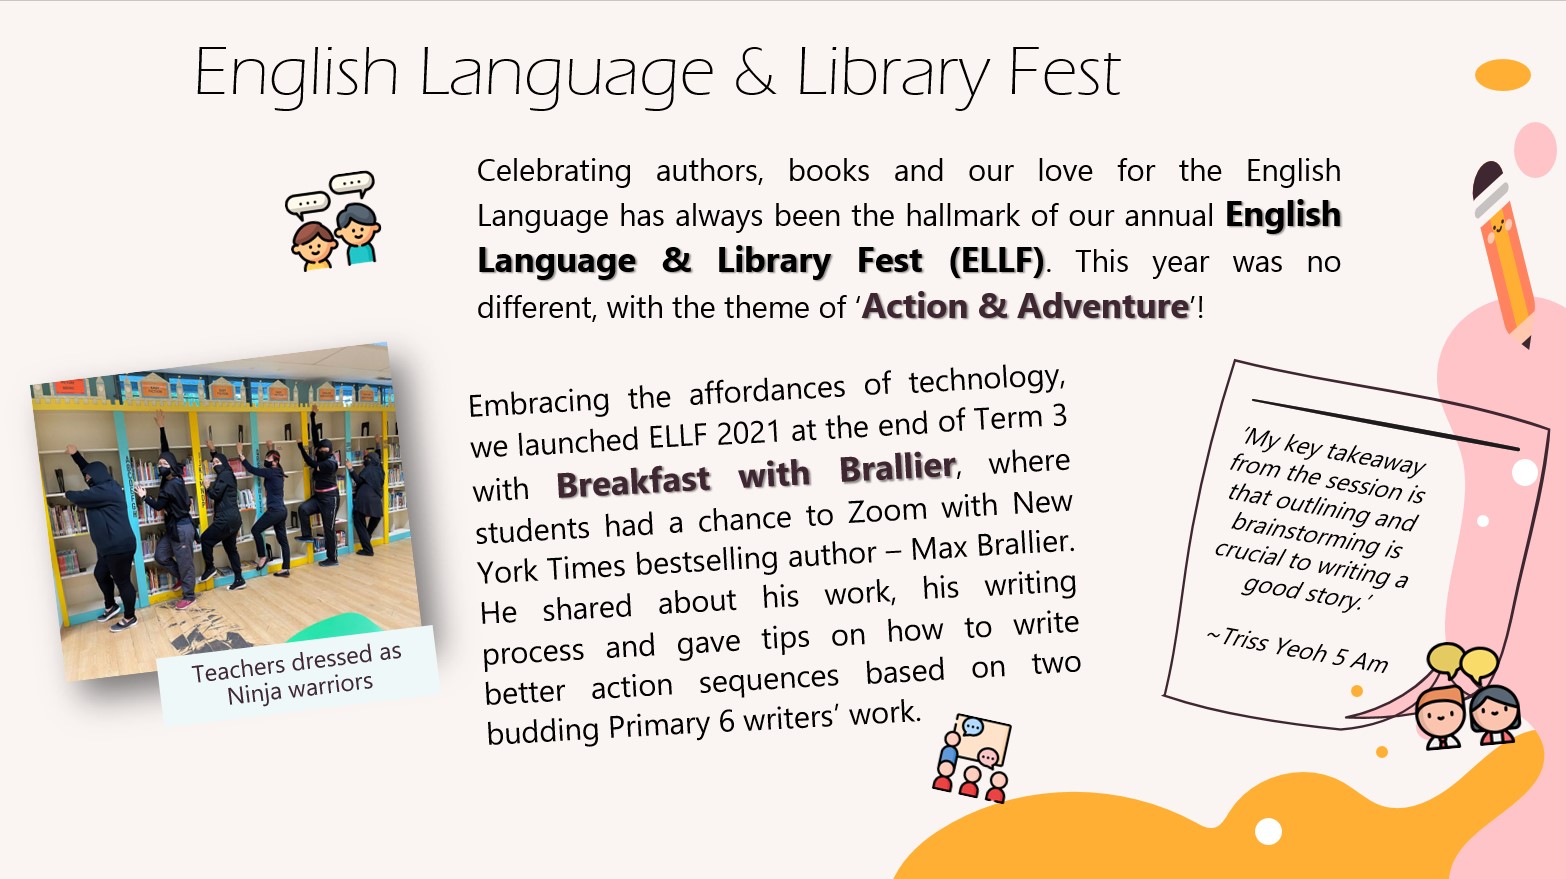 English Language & Library Fest
Celebrating authors, books and our love for the English
Language has always been the hallmark of our annual English
Language & Library Fest (ELLF). This year was no
different, with the theme of ‘Action & Adventure’!
Embracing the affordances of technology,
we launched ELLF 2021 at the end of Term 3
with Breakfast with Brallier, where
students had a chance to Zoom with New
York Times bestselling author – Max Brallier.
He shared about his work, his writing
process and gave tips on how to write
better action sequences based on two
budding Primary 6 writers’ work.
Teachers dressed as
Ninja warriors
‘My key takeaway
from the session is
that outlining and
brainstorming is
crucial to writing a
good story.’
~Triss Yeoh 5 Am